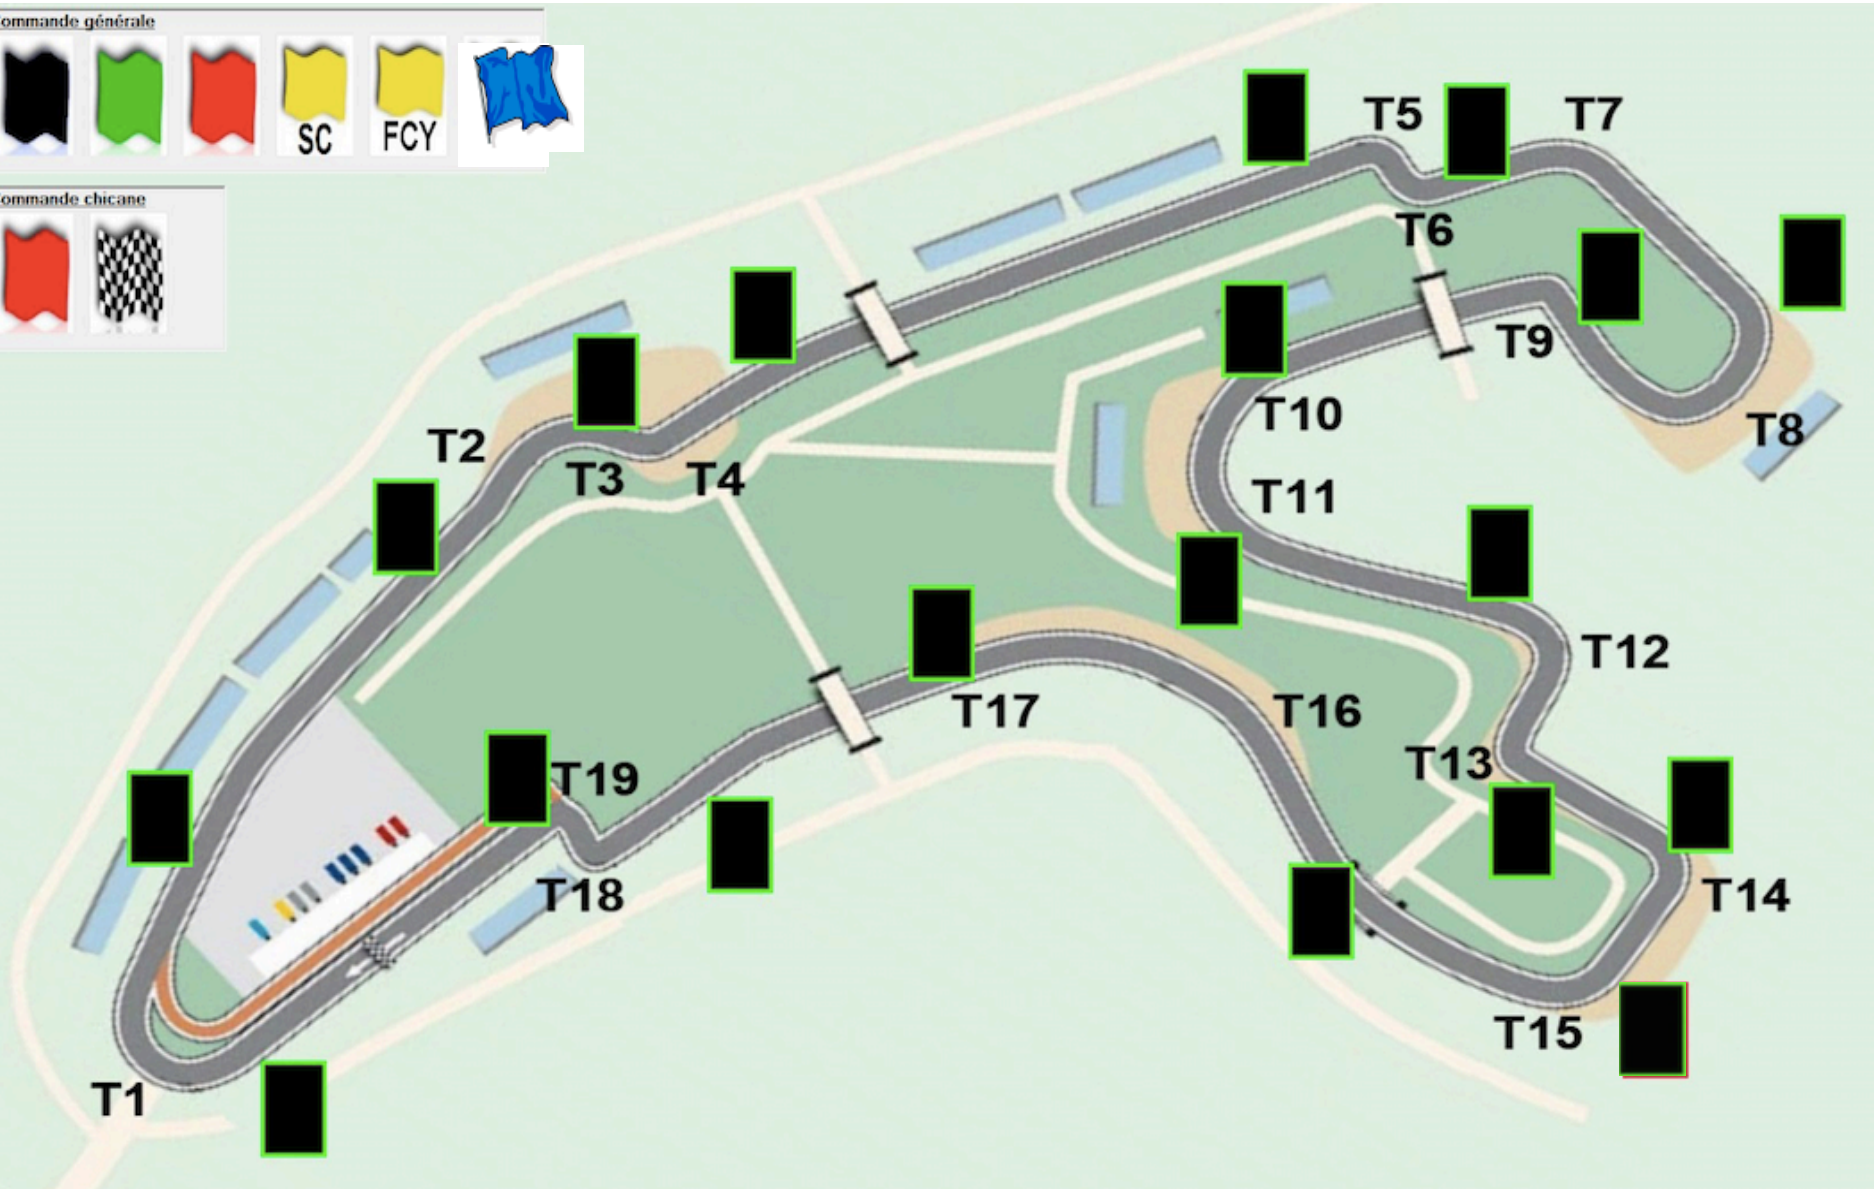 ommande générale
SC
FCY
ommande chicane
T5
T7
T6
T9
T10
T8
T2
T3
T4
T11
T12
T17
T16
T13
T19
T18
T14
T15
T1